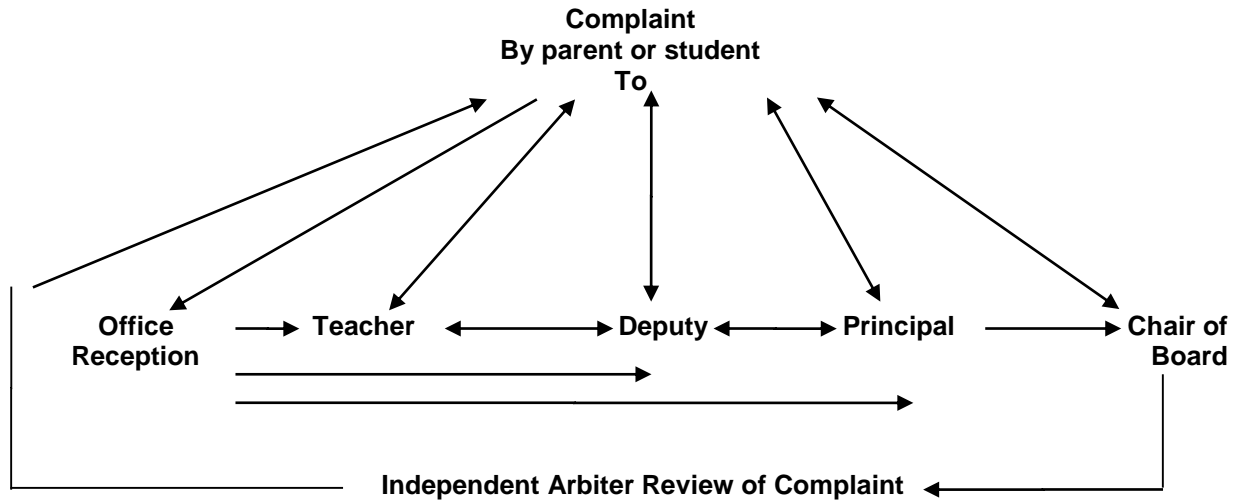 Complaint
By parent or student
To
Office
Reception
Teacher
Deputy
Principal
Chair of
Board
Independent Arbiter Review of Complaint